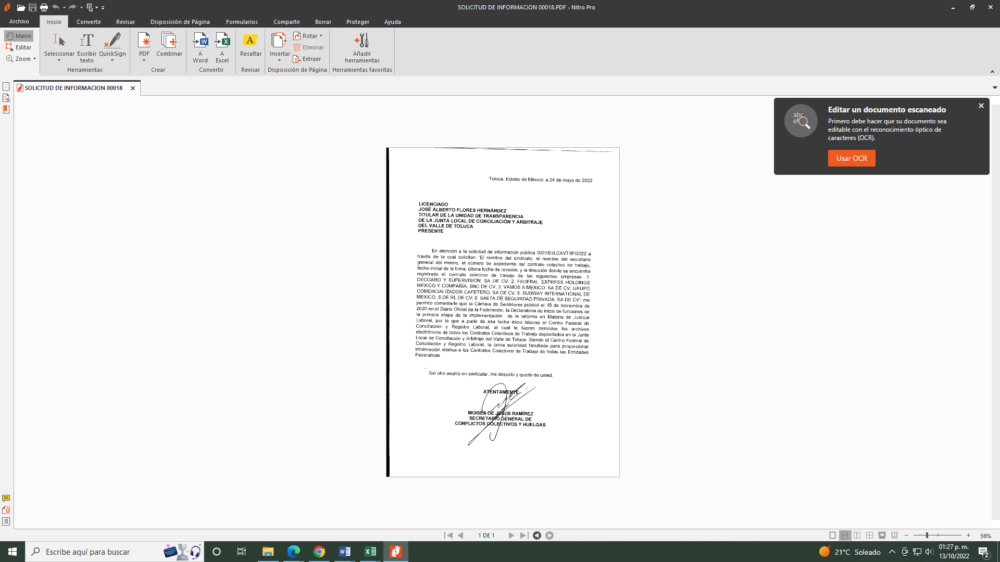 SOLICITUD DE INFORMACION 00018.PDF - Nitro Pro
Archivo Inicio Convertir Revisar Disposición de Página Formularios Compartir Borrar Proteger Ayuda
Mano
Editar
Zoom
Seleccionar
Escribir texto
QuickSign
Herramientas
PDF
Combinar
Crear
A Word
A Excel
Convertir
A
Resaltar
Revisar
Insertar
Rotar
Eliminar
Extraer
Disposición de Página
Añadir herramientas
Herramientas favoritas
SOLICITUD DE INFORMACION 00018
Editar un documento escaneado
Primero debe hacer que su documento sea
editable con el reconocimiento óptico de
caracteres (OCR).
Usar OCR
Toluca, Estado de México; a 24 de mayo de 2022
LICENCIADO
JOSÉ ALBERTO FLORES HERNÁNDEZ
TITULAR DE LA UNIDAD DE TRANSPARENCIA
DE LA JUNTA LOCAL DE CONCILIACIÓN Y ARBITRAJE
DEL VALLE DE TOLUCA
PRESENTE
En atención a la solicitud de información pública 00018/JLCAVT/IP/2022 a
través de la cual solicitan "El nombre del sindicato, el nombre del secretario
general del mismo, el número de expediente del contrato colectivo de trabajo,
fecha inicial de la firma, última fecha de revisión, y la dirección donde se encuentra
registrado el contrato colectivo de trabajo de las siguientes empresas: 1.
DECOARO Y SUPERVISIÓN, SA DE CV; 2. FEDERAL EXPRESS HOLDINGS
MEXICO Y COMPAÑÍA, SNC DE CV; 3. VAMOS A MEXICO, SA DE CV; GRUPO
COMERCIALIZADOR CAFETERO, SA DE CV; 5. SUBWAY INTERNATIONAL DE
MEXICO, S DE RL DE CV; 6. SAETA DE SEGURIDAD PRIVADA, SA DE CV"; me
permito comentarle que la Cámara de Senadores publicó el 18 de noviembre de
2020 en el Diario Oficial de la Federación, la Declaratoria de inicio de funciones de
la primera etapa de la implementación de la reforma en Materia de Justicia
Laboral, por lo que a partir de esa fecha inició labores el Centro Federal de
Conciliación y Registro Laboral, al cual le fueron remitidos los archivos
electrónicos de todos los Contratos Colectivos de Trabajo depositados en la Junta
Local de Conciliación y Arbitraje del Valle de Toluca. Siendo el Centro Federal de
Conciliación y Registro Laboral, la única autoridad facultada para proporcionar
información relativa a los Contratos Colectivos de Trabajo de todas las Entidades
Federativas.
Sin otro asunto en particular, me despido y quedo de usted.
ATENTAMENTE
MOISÉS DE JESÚS RAMÍREZ
SECRETARIO GENERAL DE
CONFLICTOS COLECTIVOS Y HUELGAS
1 DE 1
56%
Escribe aquí para buscar
21°C Soleado
01:27 p. m.
13/10/2022
2